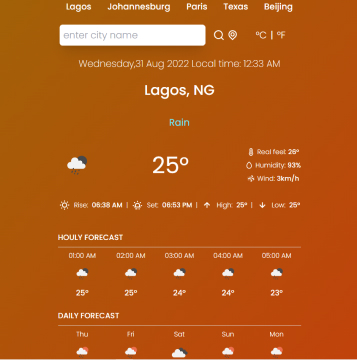 Lagos Johannesburg Paris Texas Beijing
enter city name °C | °F
Wednesday,31 Aug 2022 Local time: 12:33 AM
Lagos, NG
Rain
25°
Real feel: 26°
Humidity: 93%
Wind: 3km/h
Rise: 06:38 AM | Set: 06:53 PM | High: 25° | Low: 25°
HOULY FORECAST
01:00 AM 02:00 AM 03:00 AM 04:00 AM 05:00 AM
25° 25° 24° 24° 23°
DAILY FORECAST
Thu Fri Sat Sun Mon